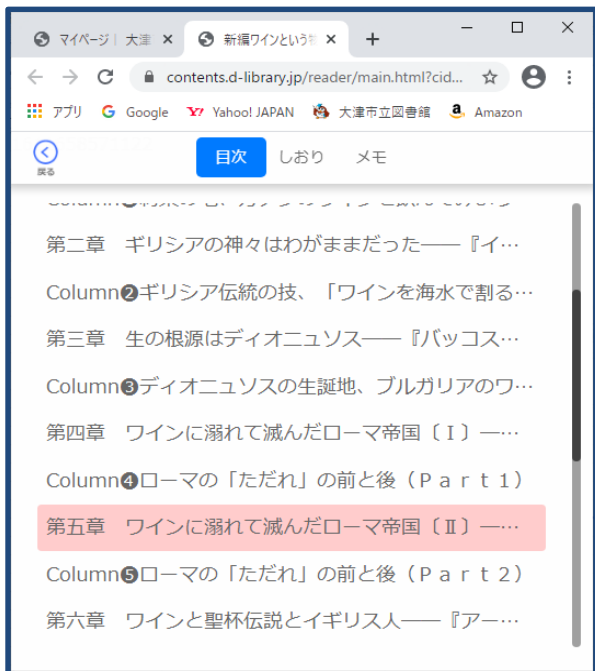 マイページ | 大津
新編ワインという
contents.d-library.jp/reader/main.html?cid...
アプリ Google Yahoo! JAPAN 大津市立図書館 Amazon
戻る
目次 しおり メモ
第二章 ギリシアの神々はわがままだった――『イ…
Column❷ギリシア伝統の技、「ワインを海水で割る…
第三章 生の根源はディオニュソス――『バッコス…
Column❸ディオニュソスの生誕地、ブルガリアのワ…
第四章 ワインに溺れて滅んだローマ帝国〔Ⅰ〕―…
Column❹ローマの「ただれ」の前と後（Ｐａｒｔ１）
第五章 ワインに溺れて滅んだローマ帝国〔Ⅱ〕―…
Column❺ローマの「ただれ」の前と後（Ｐａｒｔ２）
第六章 ワインと聖杯伝説とイギリス人――『アー…